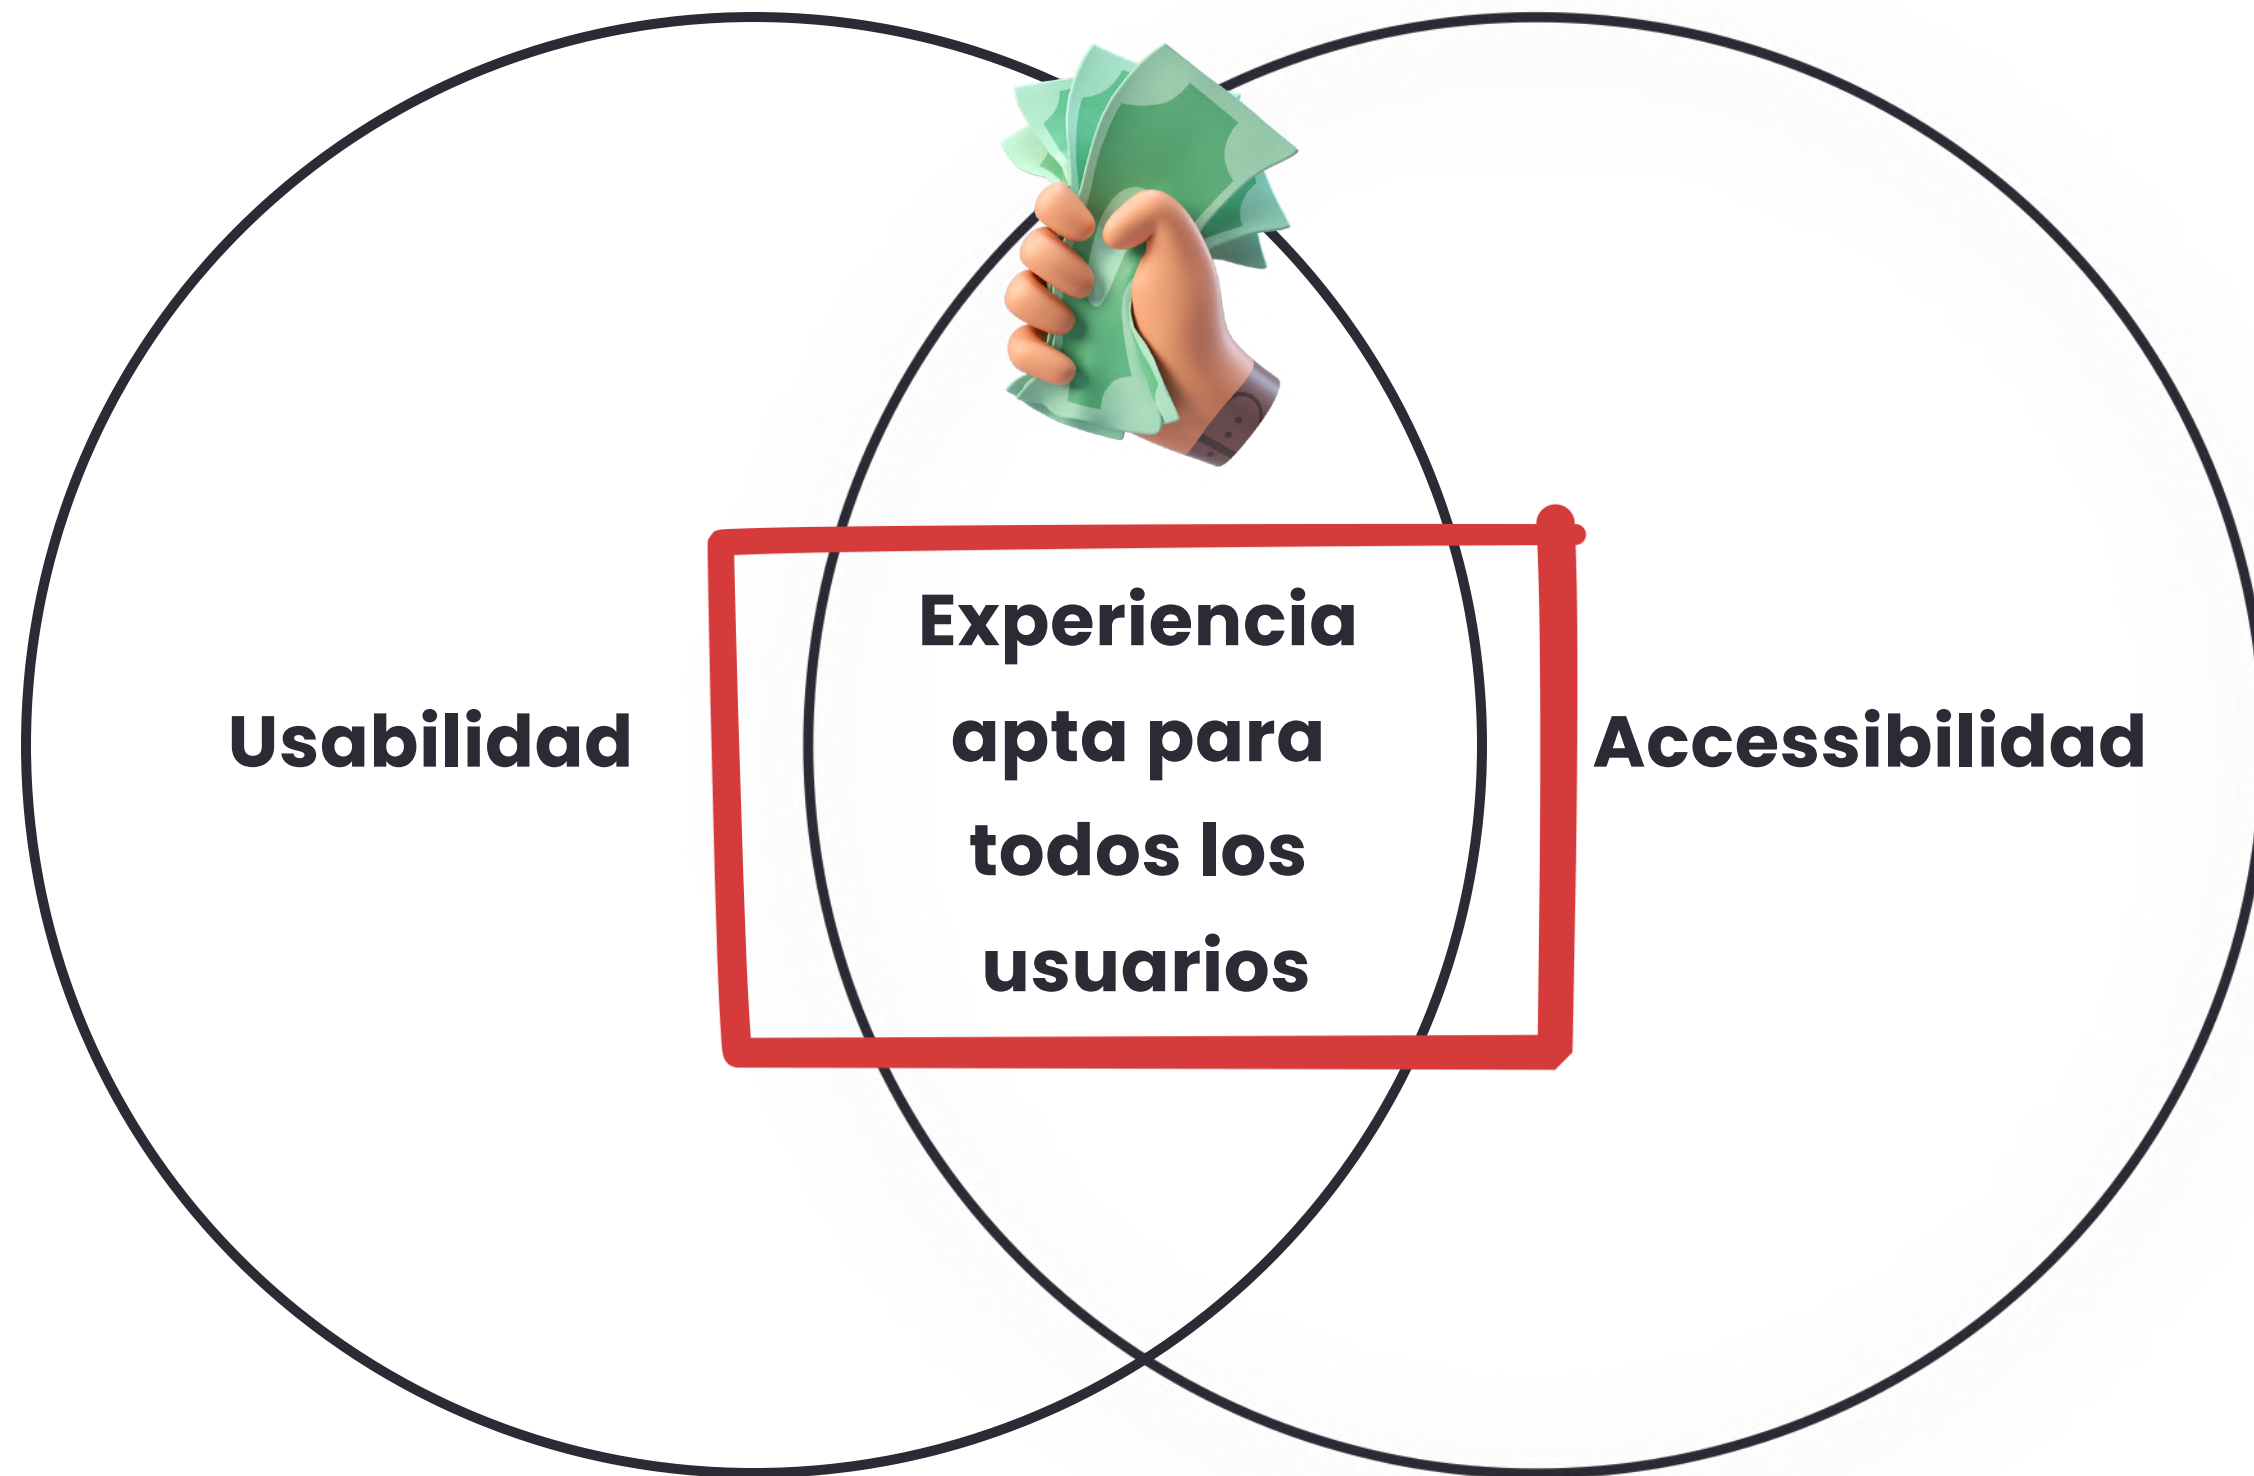 Usabilidad
Experiencia
apta para
todos los
usuarios
Accessibilidad